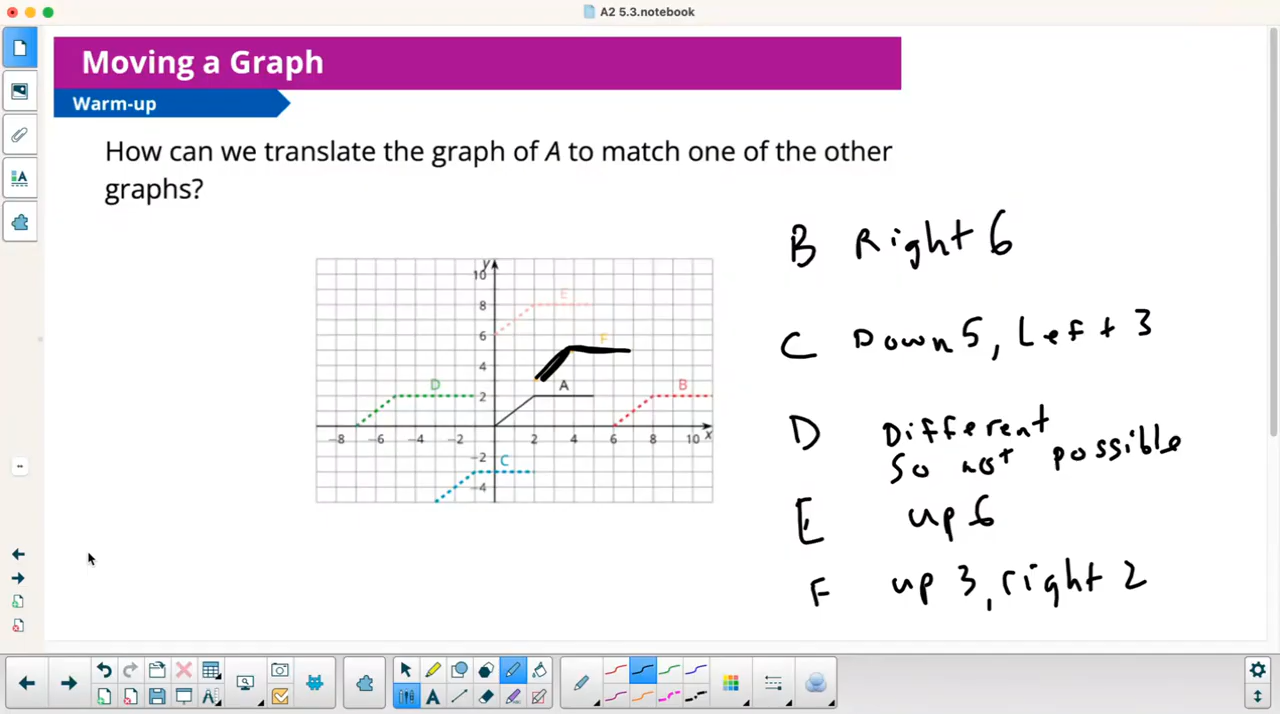 A2 5.3.notebook
Moving a Graph
Warm-up
How can we translate the graph of A to match one of the other
graphs?
y
10
8
6
4
2
-2
-4
-8 -6 -4 -2 2 4 6 8 10 x
E
F
D
A
B
C
B Right 6
C Down 5, Left 3
D Different
So not possible
E up 6
F up 3, right 2
A
A